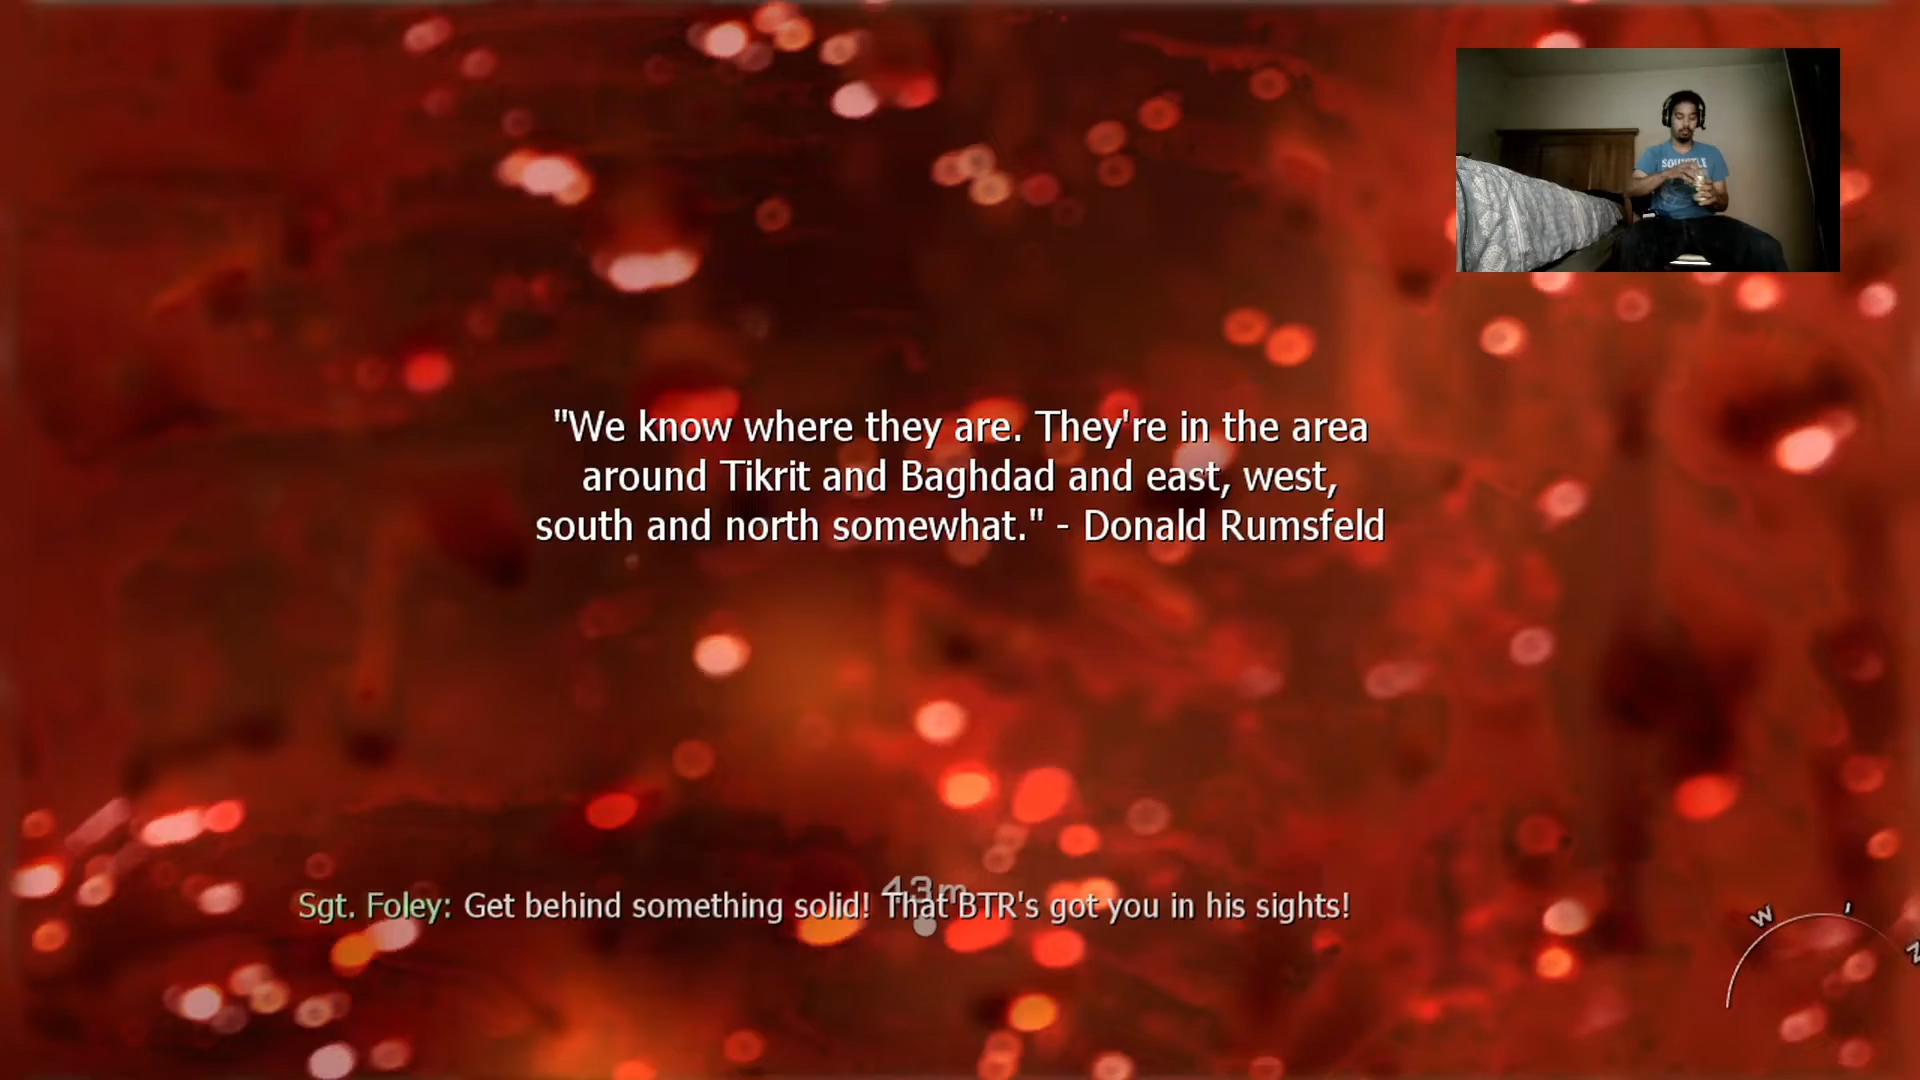 SQUIRTLE
"We know where they are. They're in the area
around Tikrit and Baghdad and east, west,
south and north somewhat." - Donald Rumsfeld
43m
Sgt. Foley: Get behind something solid! That BTR's got you in his sights!
W
N